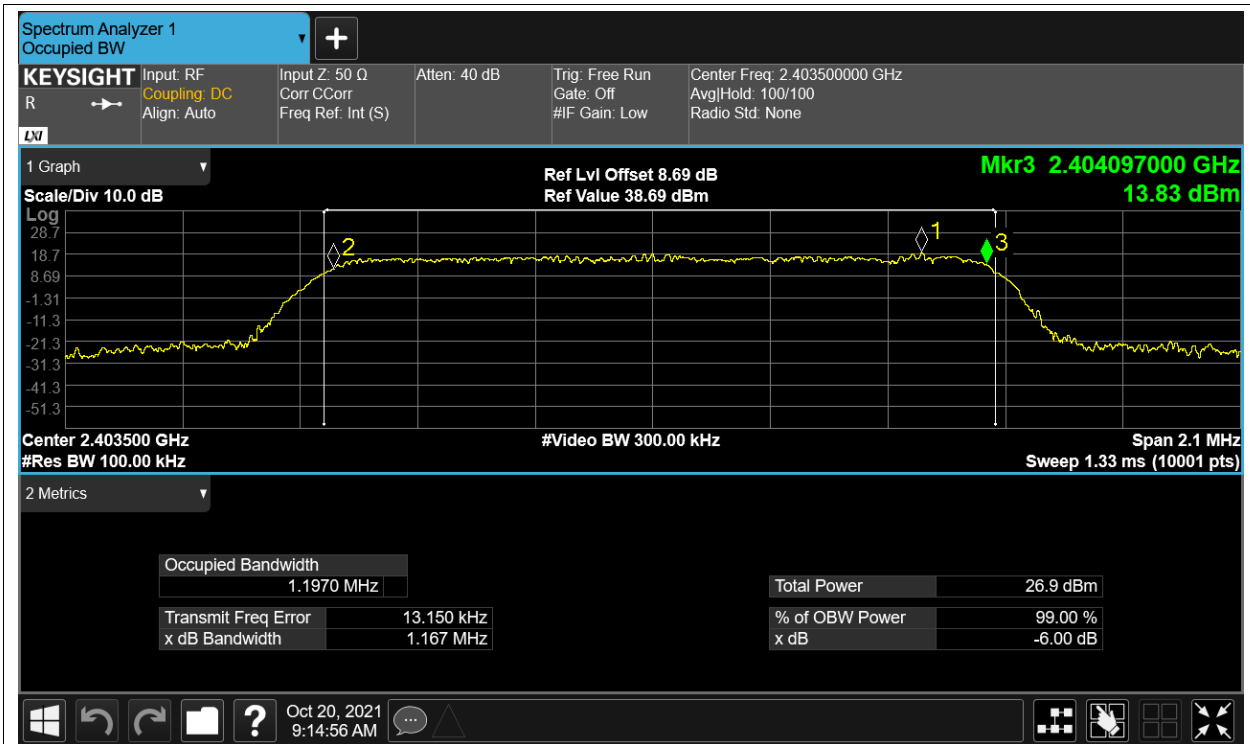 Spectrum Analyzer 1
Occupied BW
KEYSIGHT
R
LXI
Input: RF
Coupling: DC
Align: Auto
Input Z: 50 Ω
Corr CCorr
Freq Ref: Int (S)
Atten: 40 dB
Trig: Free Run
Gate: Off
#IF Gain: Low
Center Freq: 2.403500000 GHz
Avg|Hold: 100/100
Radio Std: None
1 Graph
Scale/Div 10.0 dB
Ref Lvl Offset 8.69 dB
Ref Value 38.69 dBm
Mkr3 2.404097000 GHz
13.83 dBm
Log
28.7
18.7
8.69
-1.31
-11.3
-21.3
-31.3
-41.3
-51.3
2
1
3
Center 2.403500 GHz
#Video BW 300.00 kHz
Span 2.1 MHz
#Res BW 100.00 kHz
Sweep 1.33 ms (10001 pts)
2 Metrics
Occupied Bandwidth
1.1970 MHz
Transmit Freq Error 13.150 kHz
x dB Bandwidth 1.167 MHz
Total Power 26.9 dBm
% of OBW Power 99.00 %
x dB -6.00 dB
?
Oct 20, 2021
9:14:56 AM